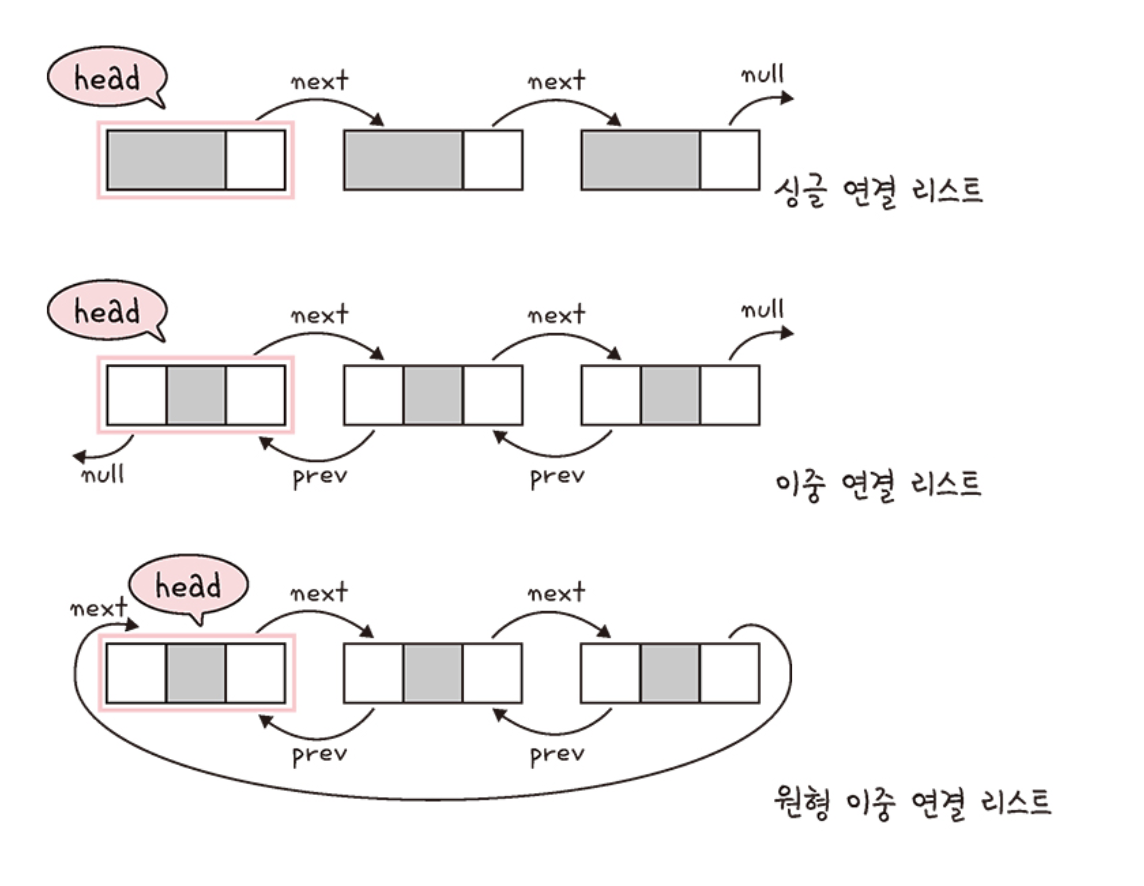 head
next
next
null
싱글 연결 리스트
head
next
next
null
null
prev
prev
이중 연결 리스트
head
next
next
next
prev
prev
원형 이중 연결 리스트